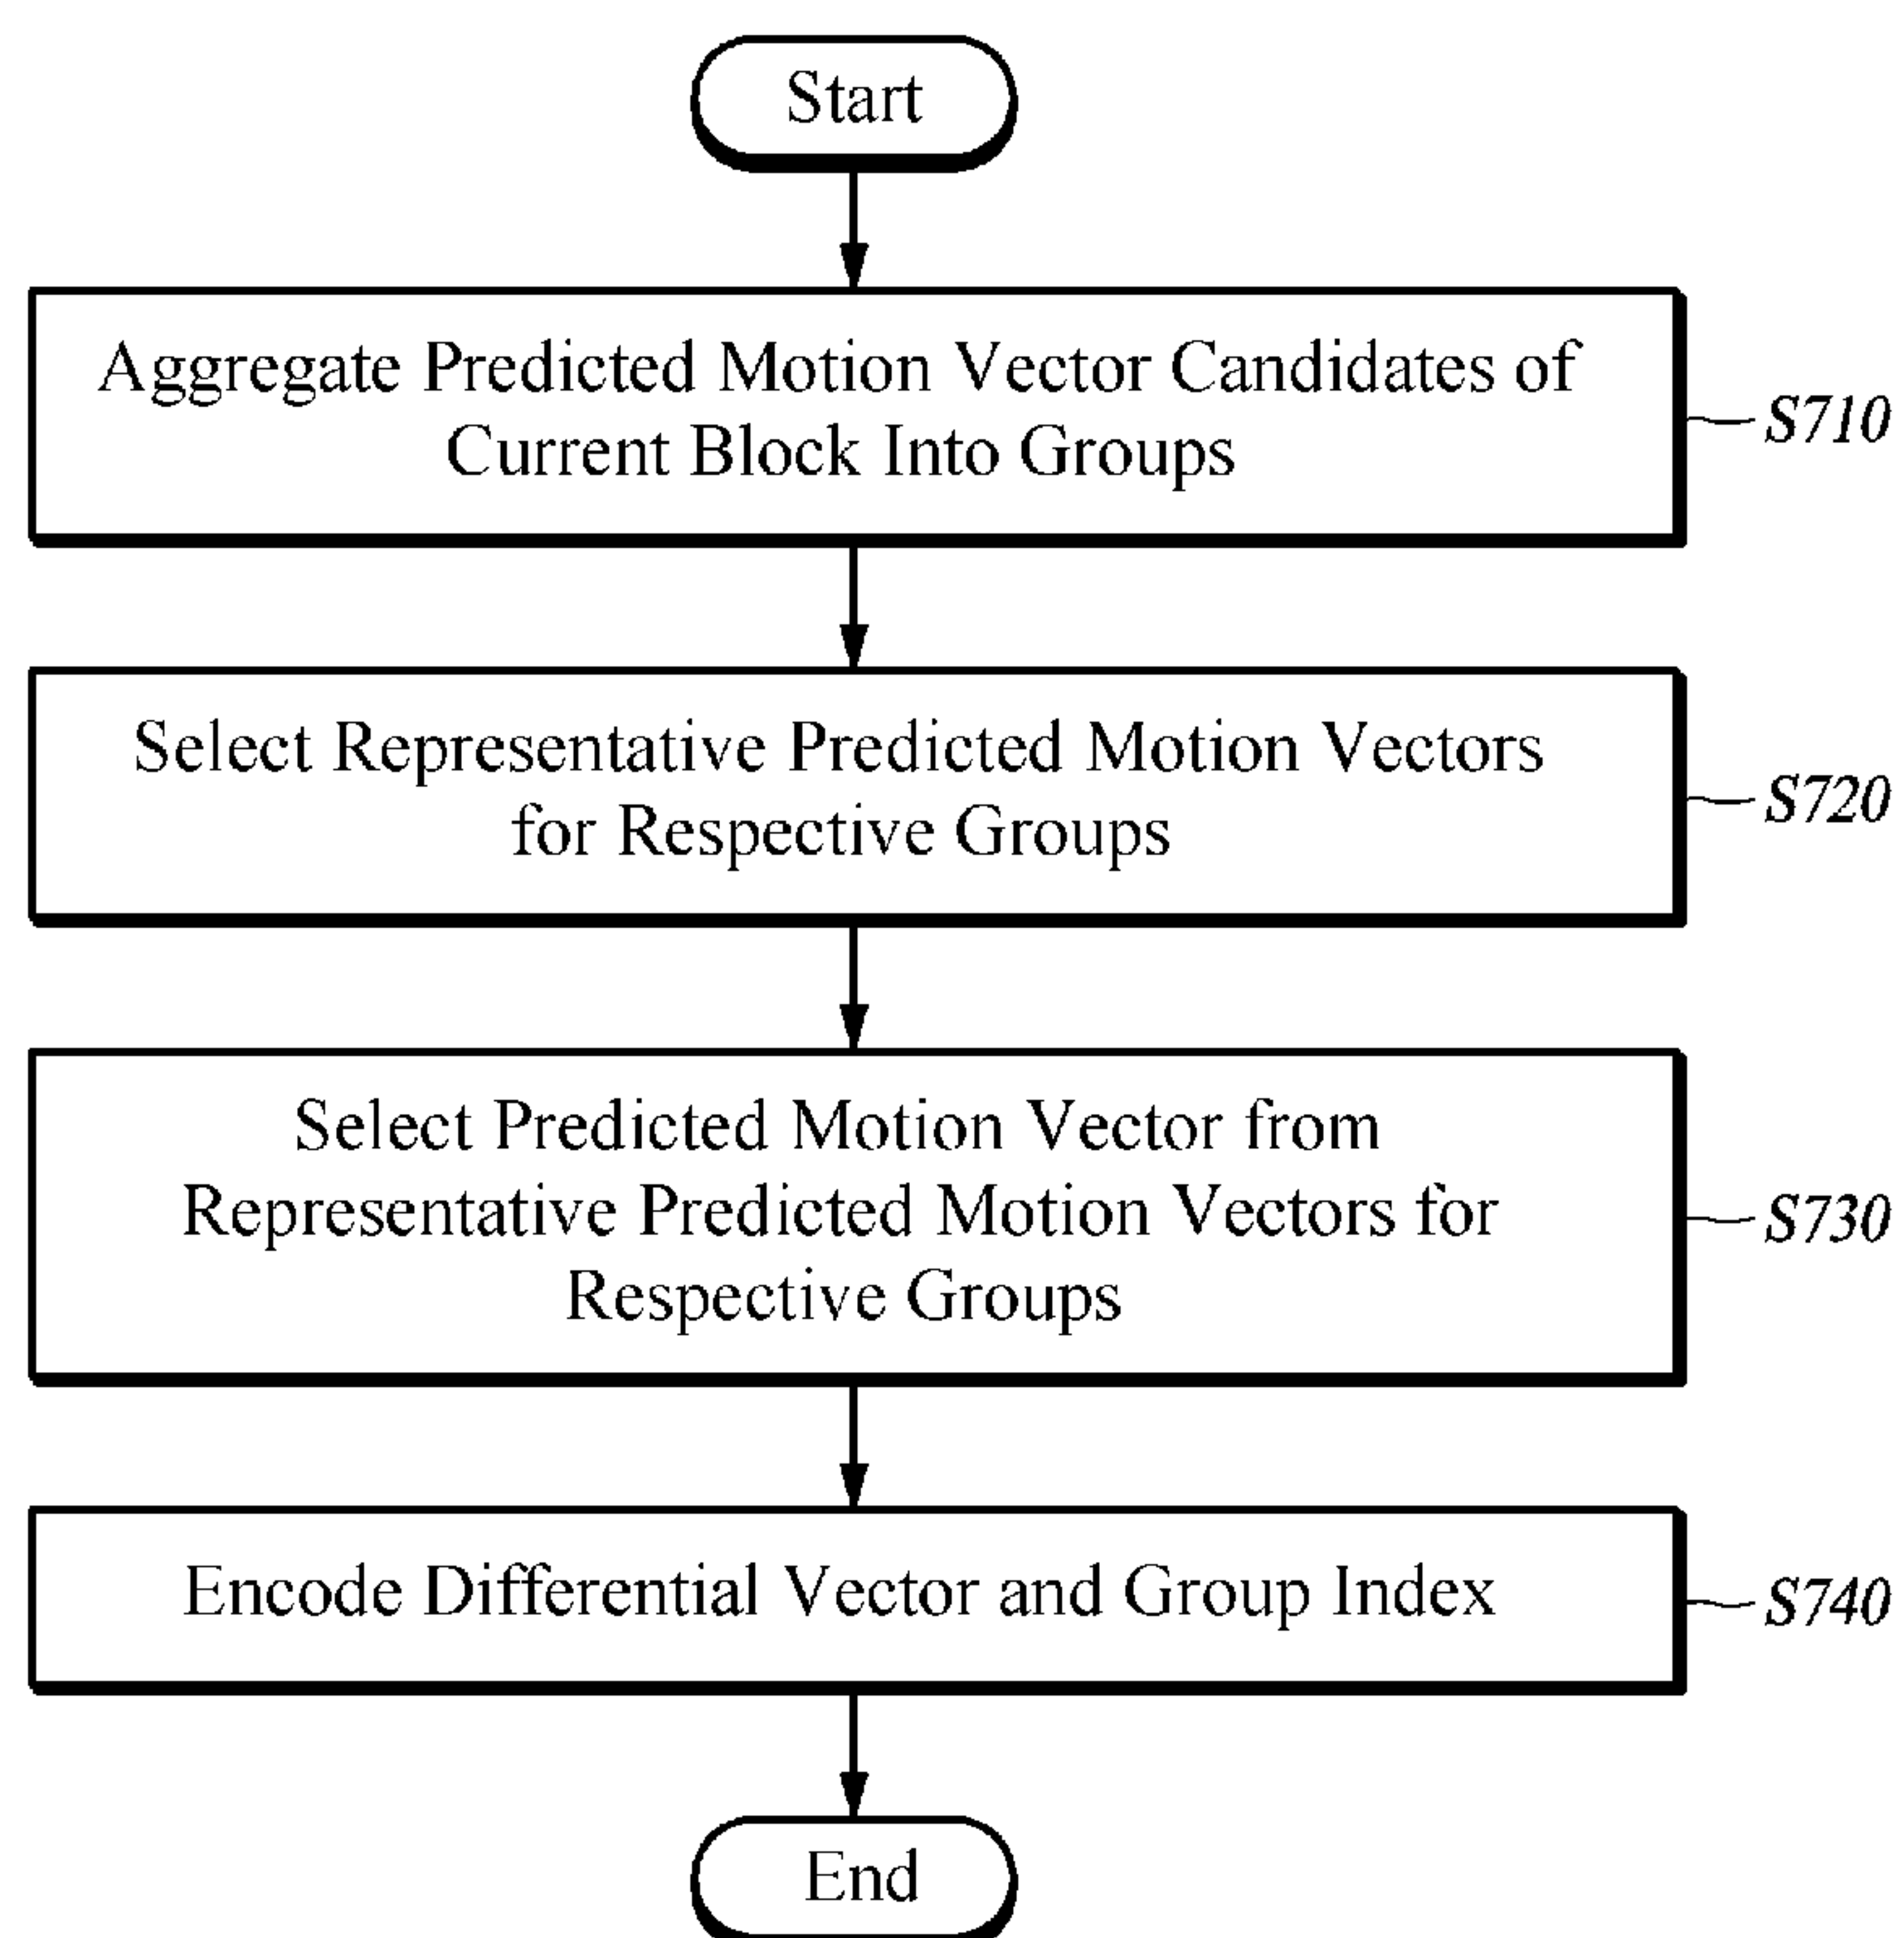 Start
Aggregate Predicted Motion Vector Candidates of
Current Block Into Groups
S710
Select Representative Predicted Motion Vectors
for Respective Groups
S720
Select Predicted Motion Vector from
Representative Predicted Motion Vectors for
Respective Groups
S730
Encode Differential Vector and Group Index
S740
End